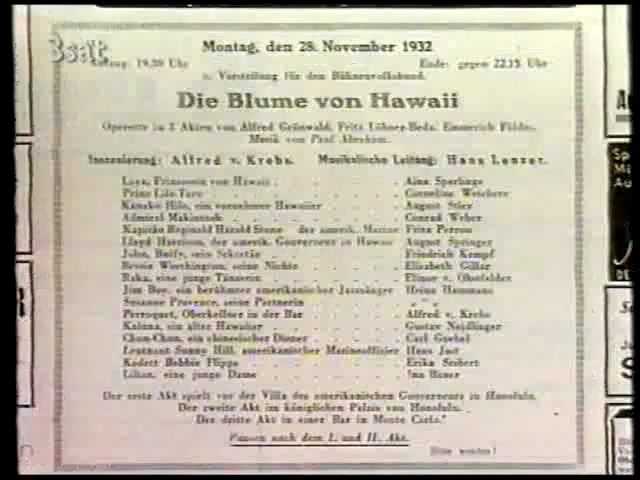 3sat
Montag, den 28. November 1932
Anfang: 19,30 Uhr Ende: gegen 22.15 Uhr
Vorstellung für den Bühnenvolksbund.
Die Blume von Hawaii
Operette in 3 Akten von Alfred Grünwald, Fritz Löhner-Beda, Emmerich Földes.
Musik von Paul Abraham.
Inszenierung: Alfred v. Krebs. Musikalische Leitung: Hans Lenzer.
Laya, Prinzessin von Hawaii Aina Sperlings
Prinz Lilo-Taro Cornelius Weichert
Kanako Hilo, ein vornehmer Hawaiier August Stier
Admiral Makintosh Conrad Weber
Kapitän Reginald Harald Stone der amerik. Marine Fritz Perron
Lloyd Harrison, der amerik. Gouverneur in Hawaii August Springer
John, Buffy, sein Sekretär Friedrich Kempf
Bessie Worthington, seine Nichte Elisabeth Gillar
Raka, eine junge Tänzerin v. Obstfelder
Jim Boy, ein berühmter amerikanischer Jazzsänger Heinz
Susanne Provence, seine Partnerin " "
Perroquet, Oberkellner in der Bar Alfred v. Krebs
Kaluna, ein alter Hawaiier Gustav Neidlinger
Chun-Chun, ein chinesischer Diener Carl Goebel
Leutnant Sunny Hill, amerikanischer Marineoffizier Hans Jost
Kadett Bobbie Flipps Erika Seibert
Lilian, eine junge Dame
Der erste Akt spielt vor der Villa des amerikanischen Gouverneurs in Honolulu.
Der zweite Akt im königlichen Palais von Honolulu.
Der dritte Akt in einer Bar in Monte Carlo.
Pausen nach dem I. und II. Akt.
Bitte wenden!